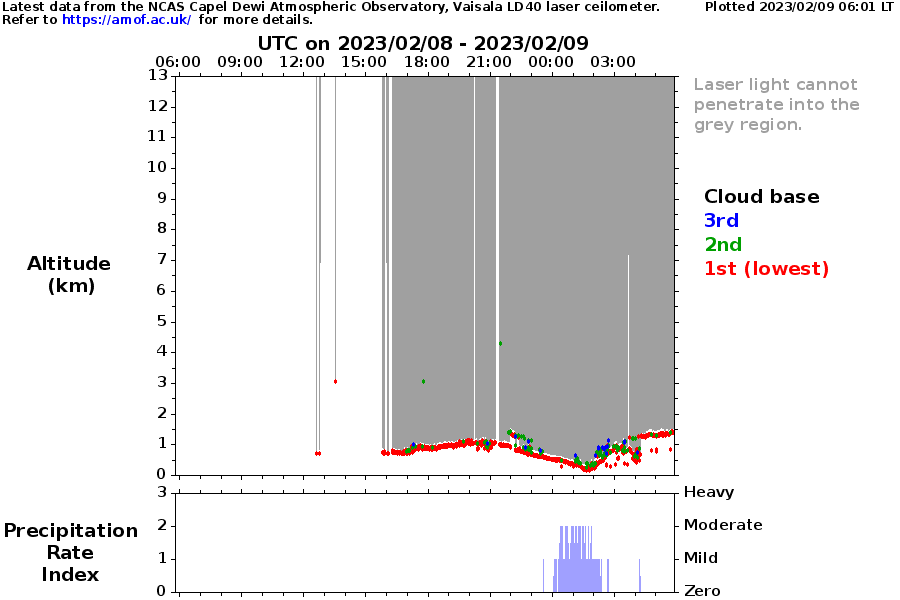 Latest data from the NCAS Capel Dewi Atmospheric Observatory, Vaisala LD40 laser ceilometer.
Plotted 2023/02/09 06:01 LT
Refer to https://amof.ac.uk/ for more details.
UTC on 2023/02/08 - 2023/02/09
06:00 09:00 12:00 15:00 18:00 21:00 00:00 03:00
13
12
11
10
9
8
7
6
5
4
3
2
1
0
Altitude
(km)
Laser light cannot
penetrate into the
grey region.
Cloud base
3rd
2nd
1st (lowest)
3
2
1
0
Precipitation
Rate
Index
Heavy
Moderate
Mild
Zero